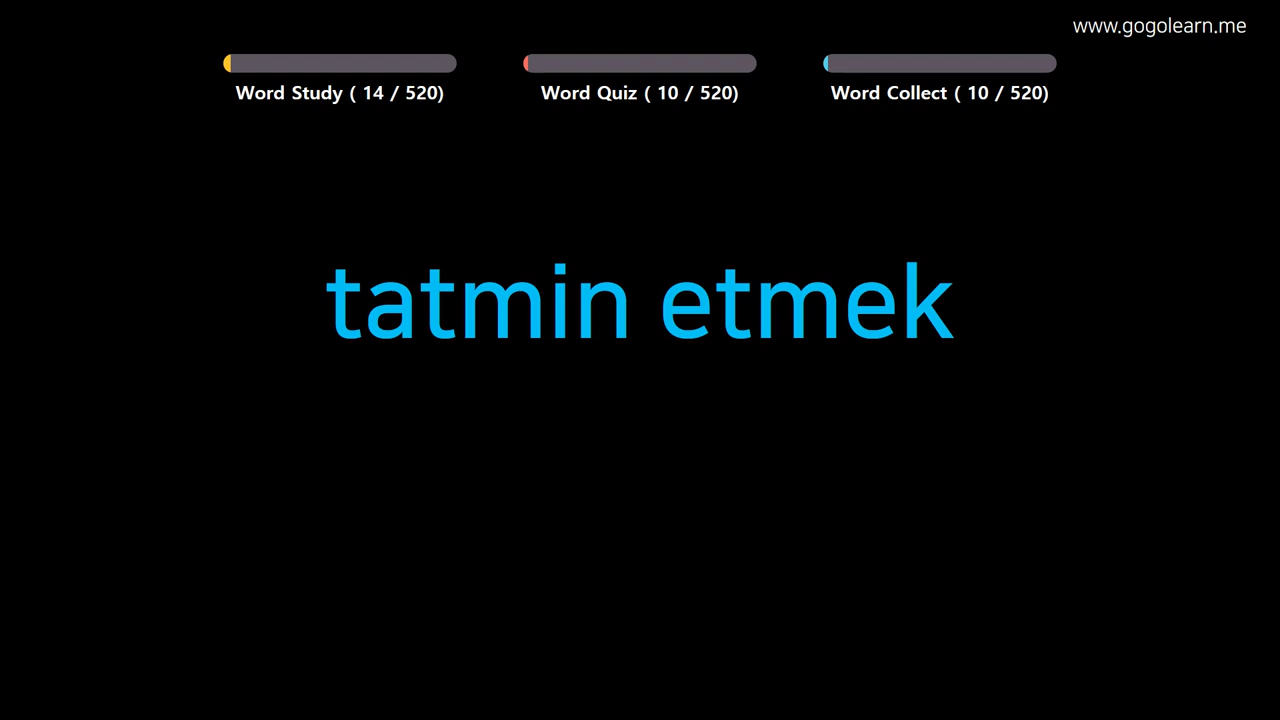 www.gogolearn.me
Word Study ( 14 / 520)
Word Quiz ( 10 / 520)
Word Collect ( 10 / 520)
tatmin etmek